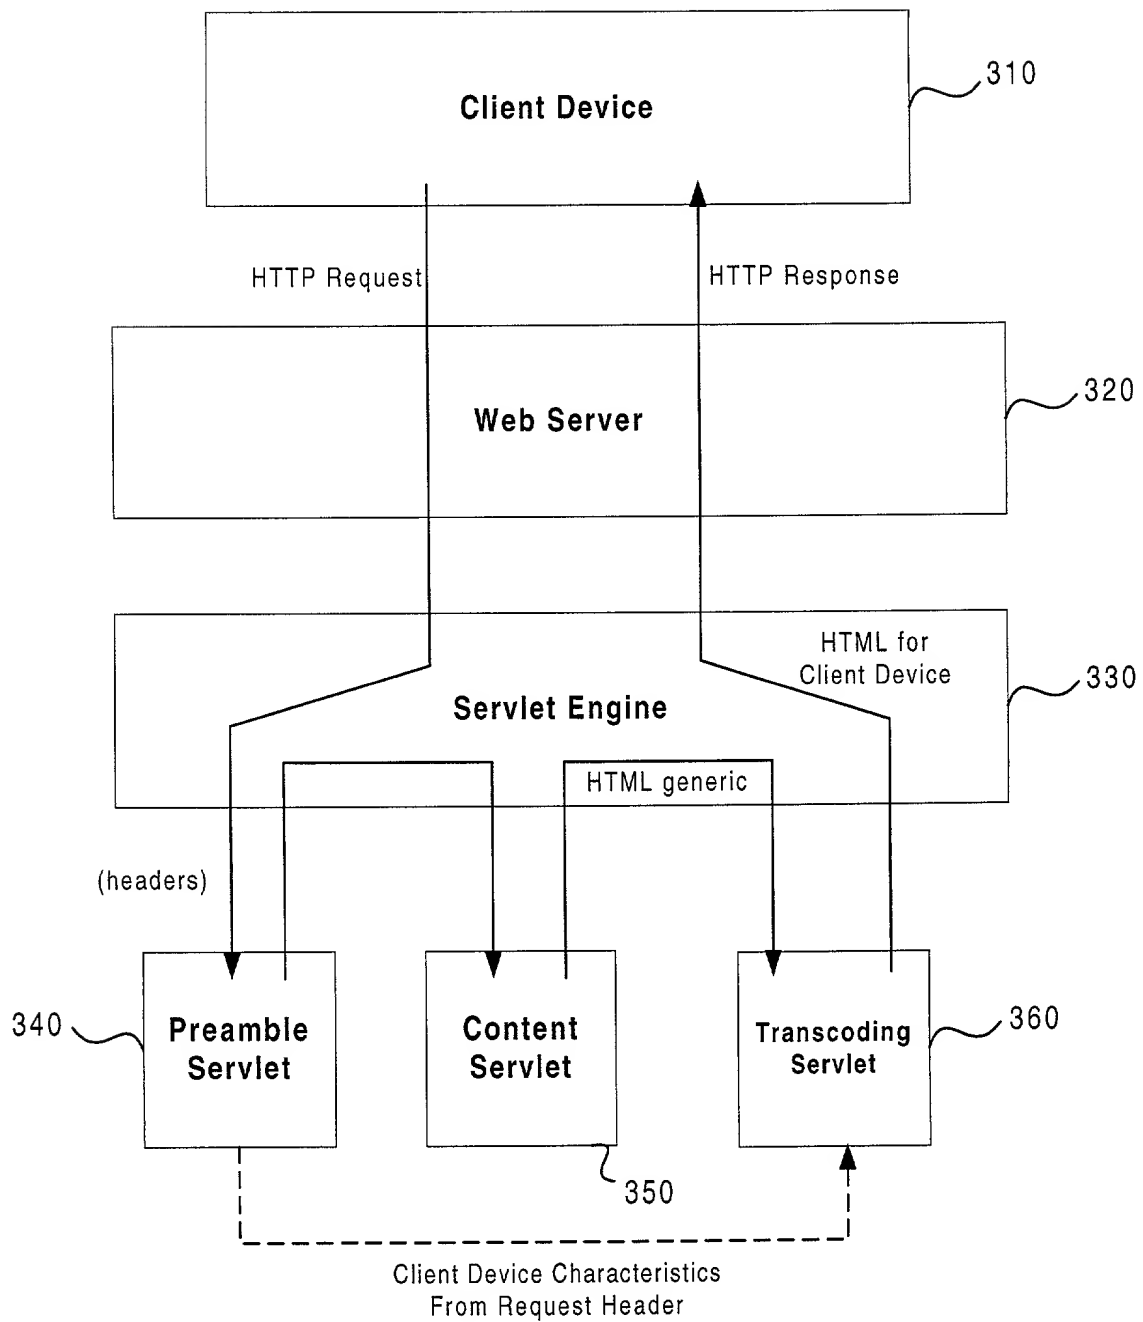 310
Client Device
HTTP Request
HTTP Response
320
Web Server
HTML for
Client Device
330
Servlet Engine
HTML generic
(headers)
340
Preamble
Servlet
Content
Servlet
Transcoding
Servlet
360
350
Client Device Characteristics
From Request Header